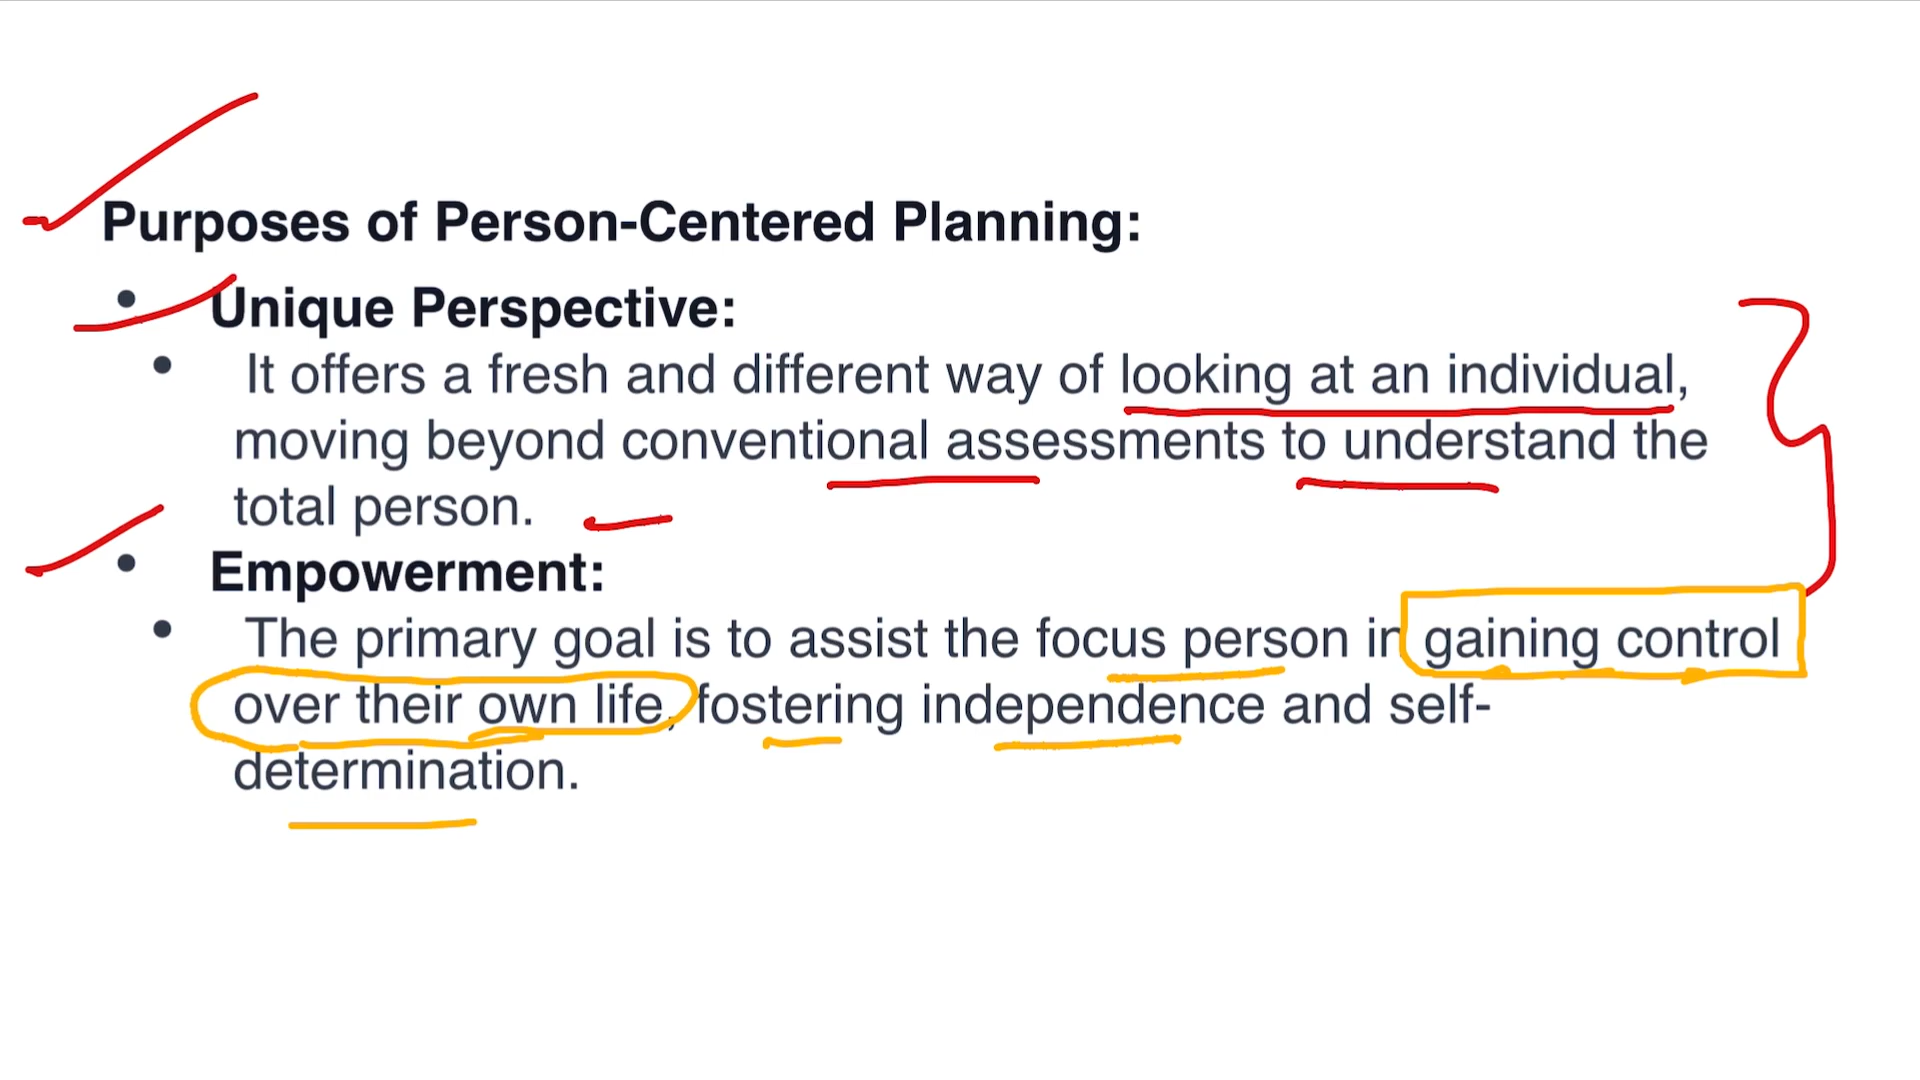 Purposes of Person-Centered Planning:
• Unique Perspective:
• It offers a fresh and different way of looking at an individual,
moving beyond conventional assessments to understand the
total person.
• Empowerment:
• The primary goal is to assist the focus person in gaining control
over their own life, fostering independence and self-
determination.